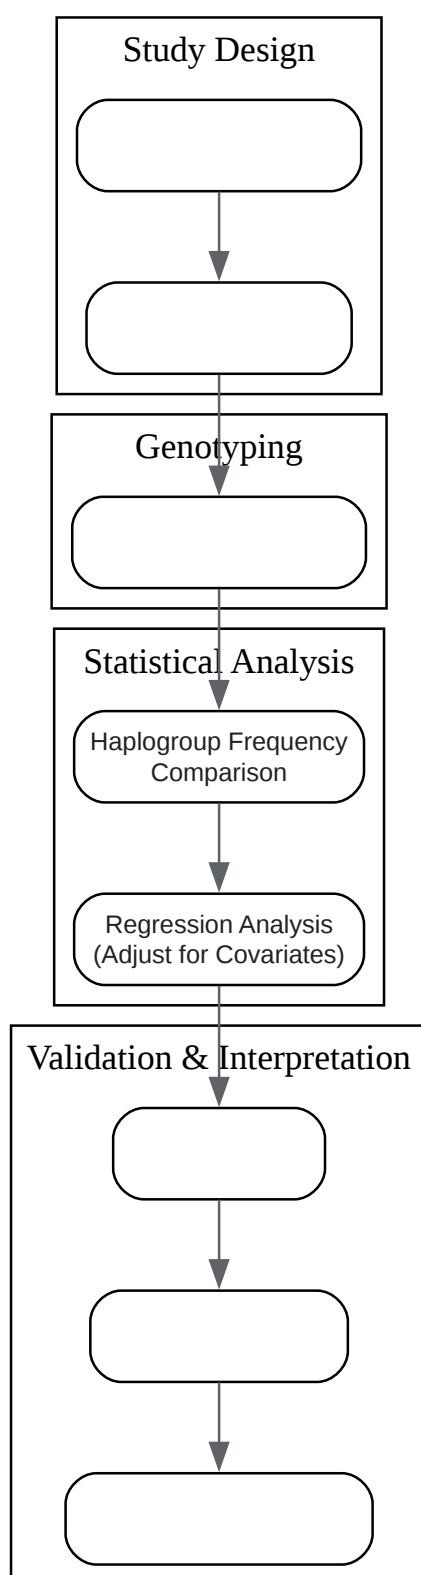 Study Design
Genotyping
Statistical Analysis
Haplogroup Frequency
Comparison
Regression Analysis
(Adjust for Covariates)
Validation & Interpretation